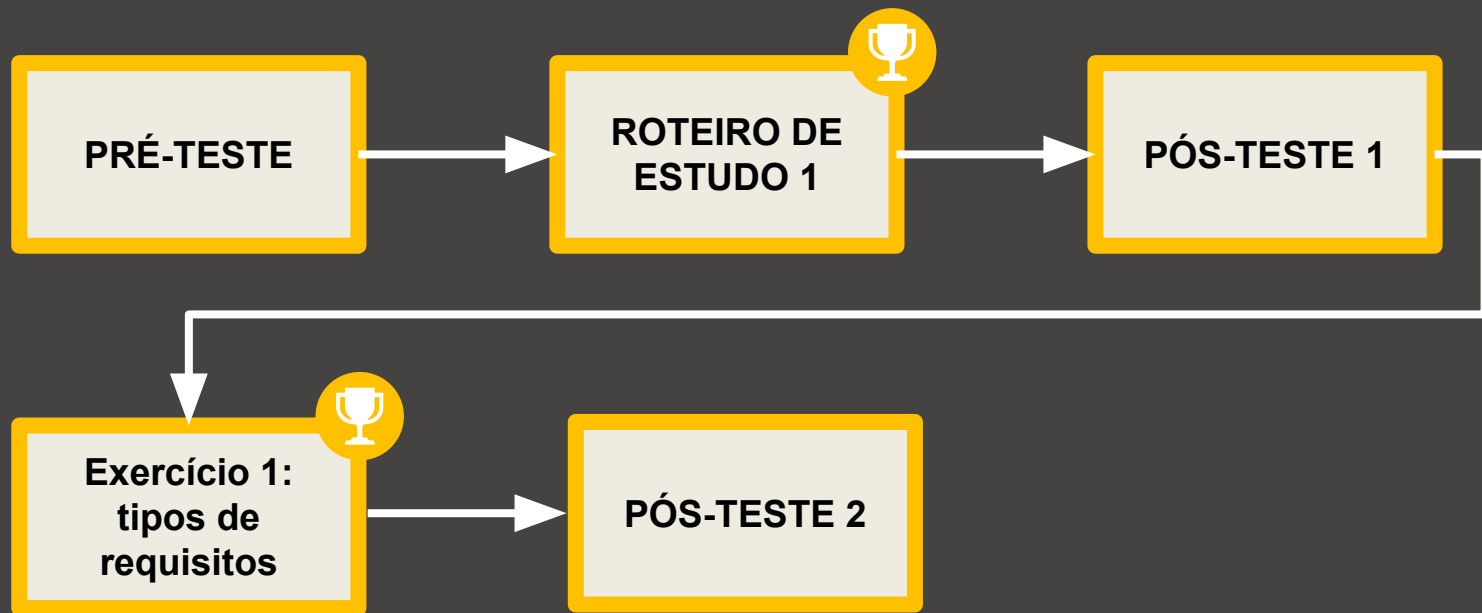 PRÉ-TESTE
ROTEIRO DE
ESTUDO 1
PÓS-TESTE 1
Exercício 1:
tipos de
requisitos
PÓS-TESTE 2